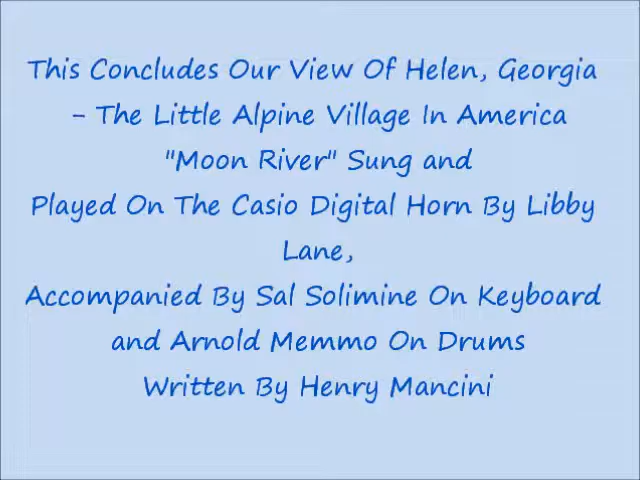 This Concludes Our View Of Helen, Georgia
- The Little Alpine Village In America
"Moon River" Sung and
Played On The Casio Digital Horn By Libby
Lane,
Accompanied By Sal Solimine On Keyboard
and Arnold Memmo On Drums
Written By Henry Mancini